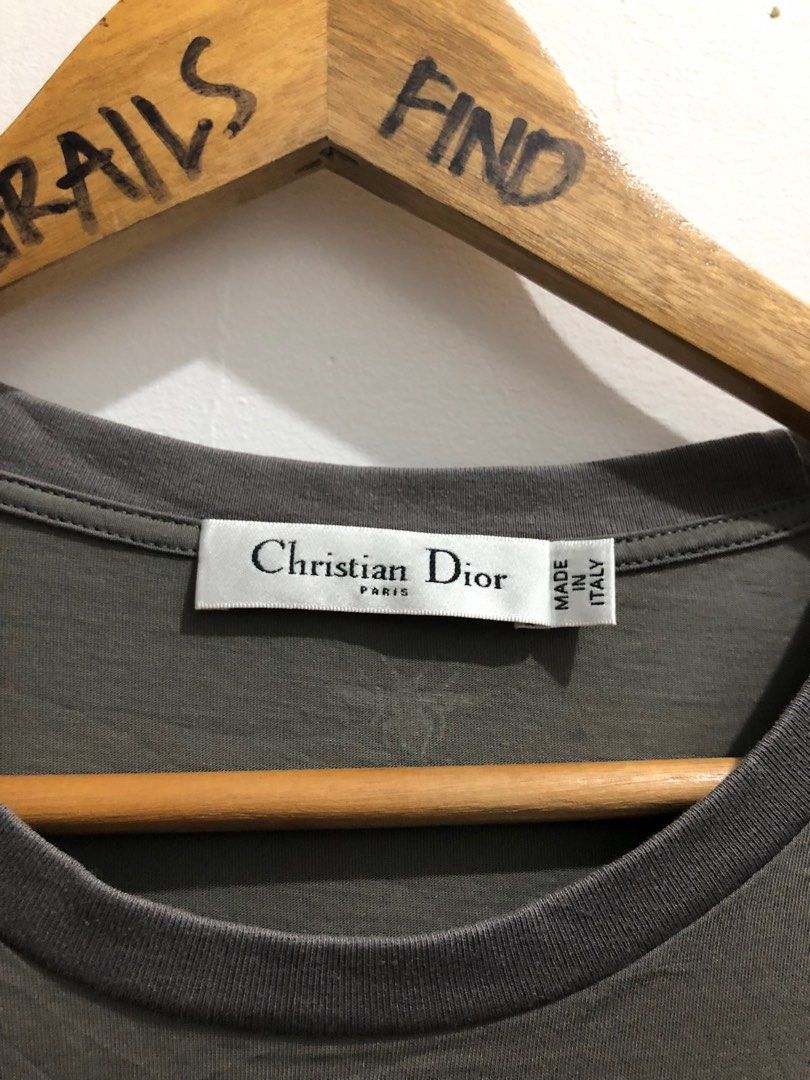 RAILS FIND
Christian Dior
PARIS
MADE
IN
ITALY